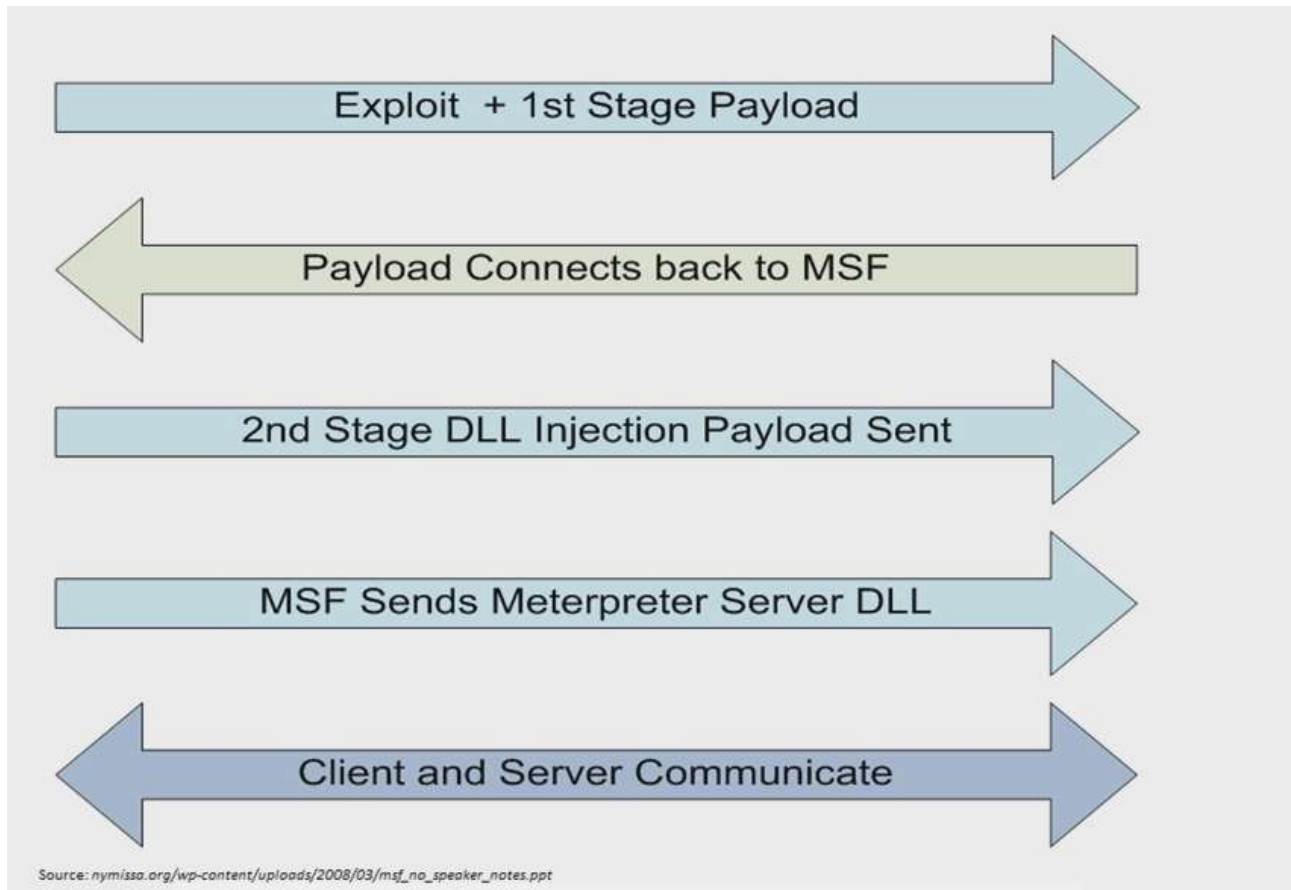 Exploit + 1st Stage Payload
Payload Connects back to MSF
2nd Stage DLL Injection Payload Sent
MSF Sends Meterpreter Server DLL
Client and Server Communicate
Source: nymissa.org/wp-content/uploads/2008/03/msf_no_speaker_notes.ppt